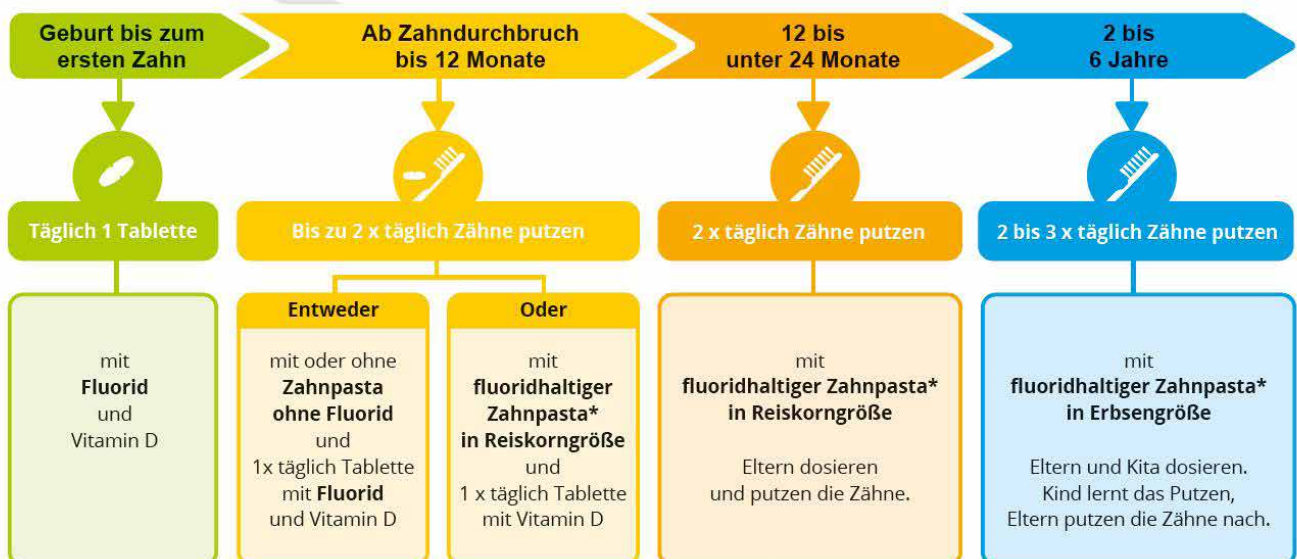 Geburt bis zum
ersten Zahn
Ab Zahndurchbruch
bis 12 Monate
12 bis
unter 24 Monate
2 bis
6 Jahre
Täglich 1 Tablette
Bis zu 2 x täglich Zähne putzen
2 x täglich Zähne putzen
2 bis 3 x täglich Zähne putzen
mit
Fluorid
und
Vitamin D
Entweder
mit oder ohne
Zahnpasta
ohne Fluorid
und
1x täglich Tablette
mit Fluorid
und Vitamin D
Oder
mit
fluoridhaltiger
Zahnpasta*
in Reiskorngröße
und
1 x täglich Tablette
mit Vitamin D
mit
fluoridhaltiger Zahnpasta*
in Reiskorngröße
Eltern dosieren
und putzen die Zähne.
mit
fluoridhaltiger Zahnpasta*
in Erbsengröße
Eltern und Kita dosieren.
Kind lernt das Putzen,
Eltern putzen die Zähne nach.